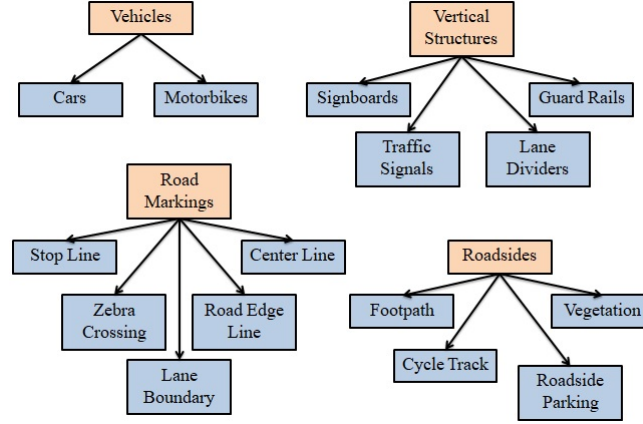 Vehicles
Cars
Motorbikes
Vertical
Structures
Signboards
Guard Rails
Traffic
Signals
Lane
Dividers
Road
Markings
Stop Line
Center Line
Zebra
Crossing
Road Edge
Line
Lane
Boundary
Roadsides
Footpath
Vegetation
Cycle Track
Roadside
Parking